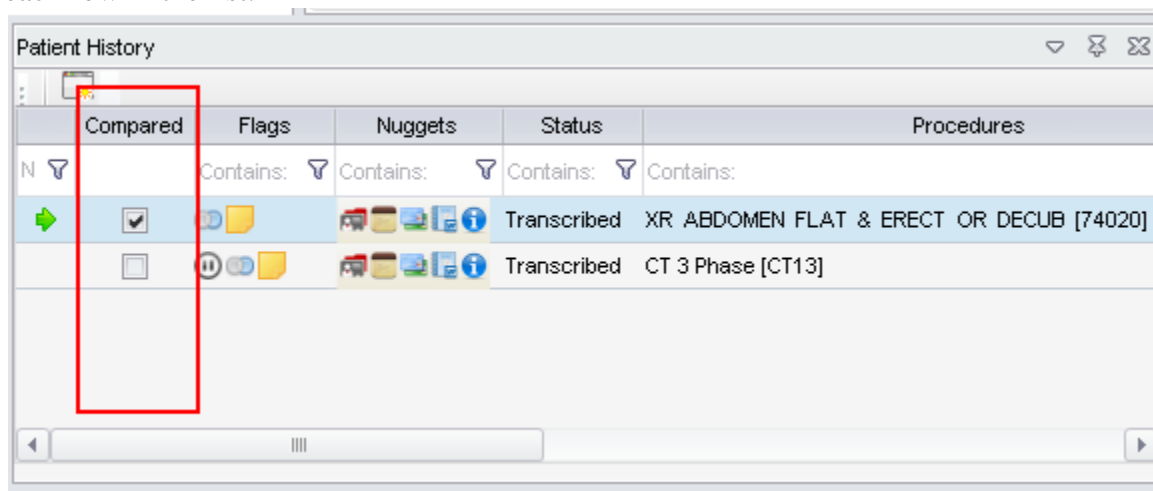 Patient History
Compared Flags Nuggets Status Procedures
N Contains: Contains: Contains: Contains:
Transcribed XR ABDOMEN FLAT & ERECT OR DECUB [74020]
Transcribed CT 3 Phase [CT13]